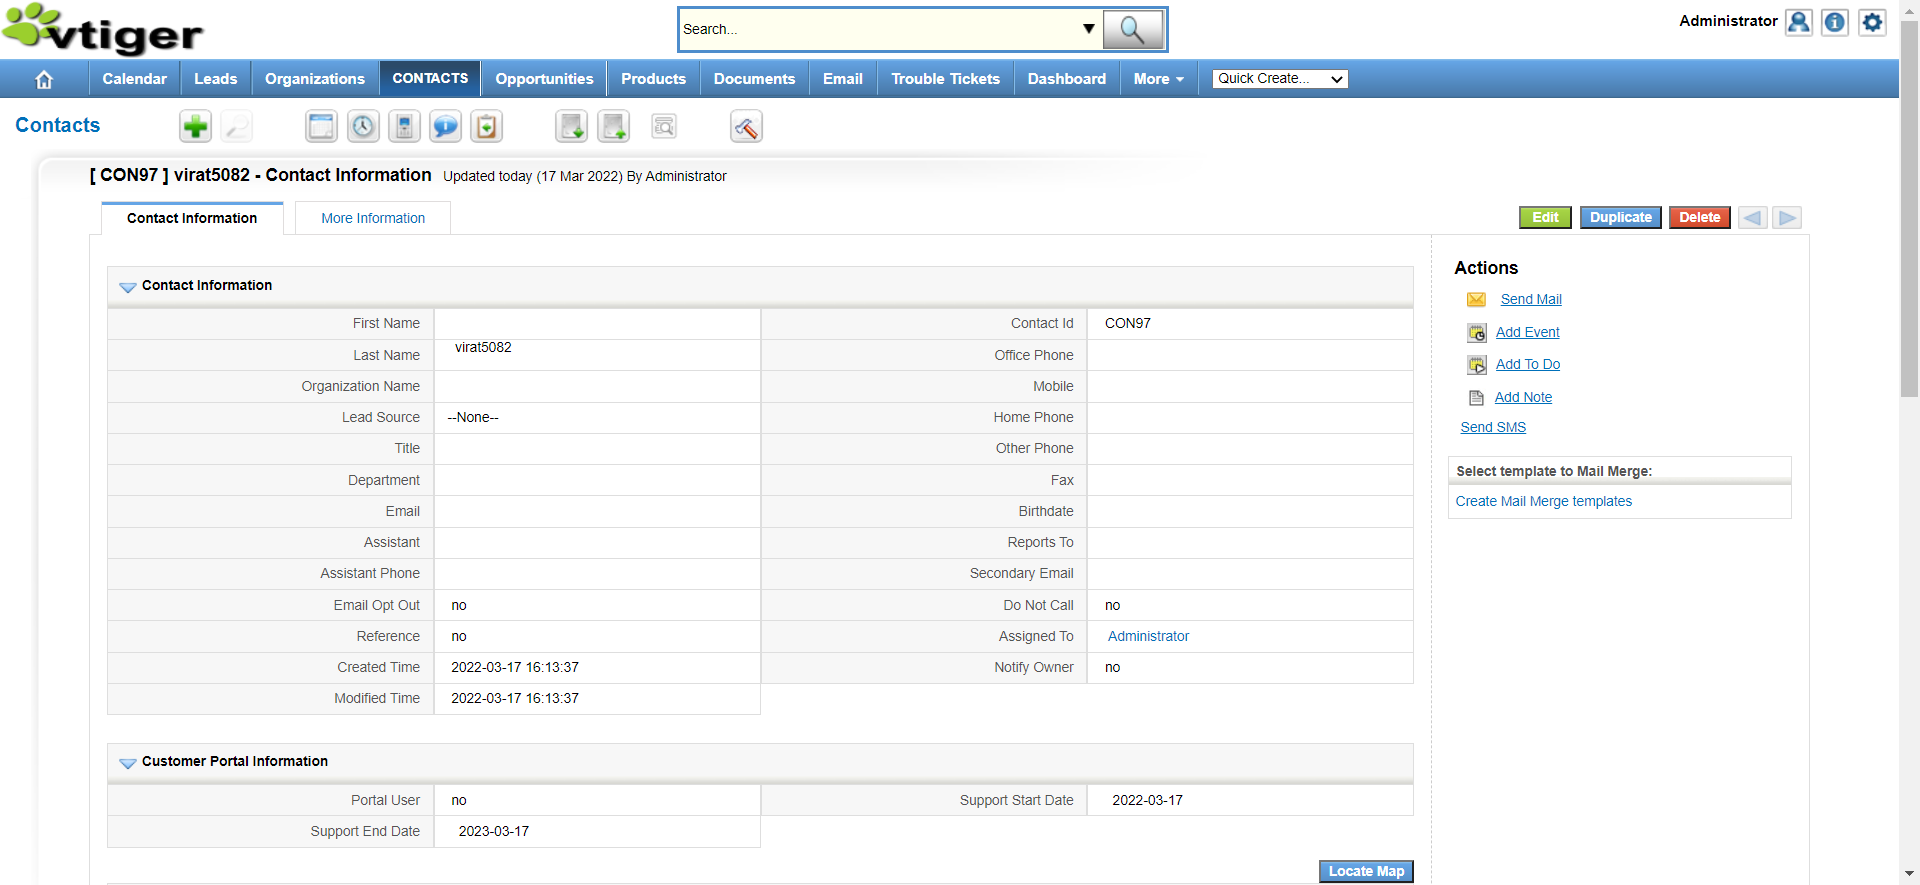 vtiger
Search...
Administrator
Calendar Leads Organizations CONTACTS Opportunities Products Documents Email Trouble Tickets Dashboard More Quick Create...
Contacts
[ CON97 ] virat5082 - Contact Information Updated today (17 Mar 2022) By Administrator
Contact Information More Information
Edit Duplicate Delete
Contact Information
First Name Contact Id CON97
Last Name virat5082 Office Phone
Organization Name Mobile
Lead Source --None-- Home Phone
Title Other Phone
Department Fax
Email Birthdate
Assistant Reports To
Assistant Phone Secondary Email
Email Opt Out no Do Not Call no
Reference no Assigned To Administrator
Created Time 2022-03-17 16:13:37 Notify Owner no
Modified Time 2022-03-17 16:13:37
Customer Portal Information
Portal User no Support Start Date 2022-03-17
Support End Date 2023-03-17
Locate Map
Actions
Send Mail
Add Event
Add To Do
Add Note
Send SMS
Select template to Mail Merge:
Create Mail Merge templates